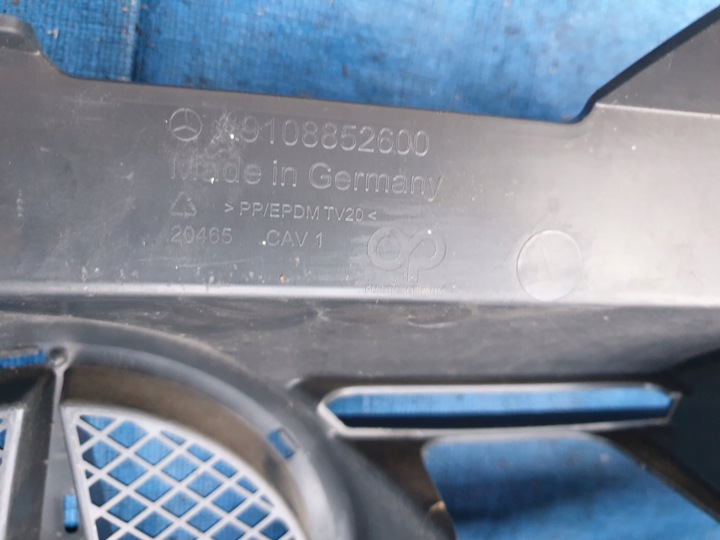 A9108852600
Made in Germany
> PP/EPDM TV20 <
20465 CAV 1